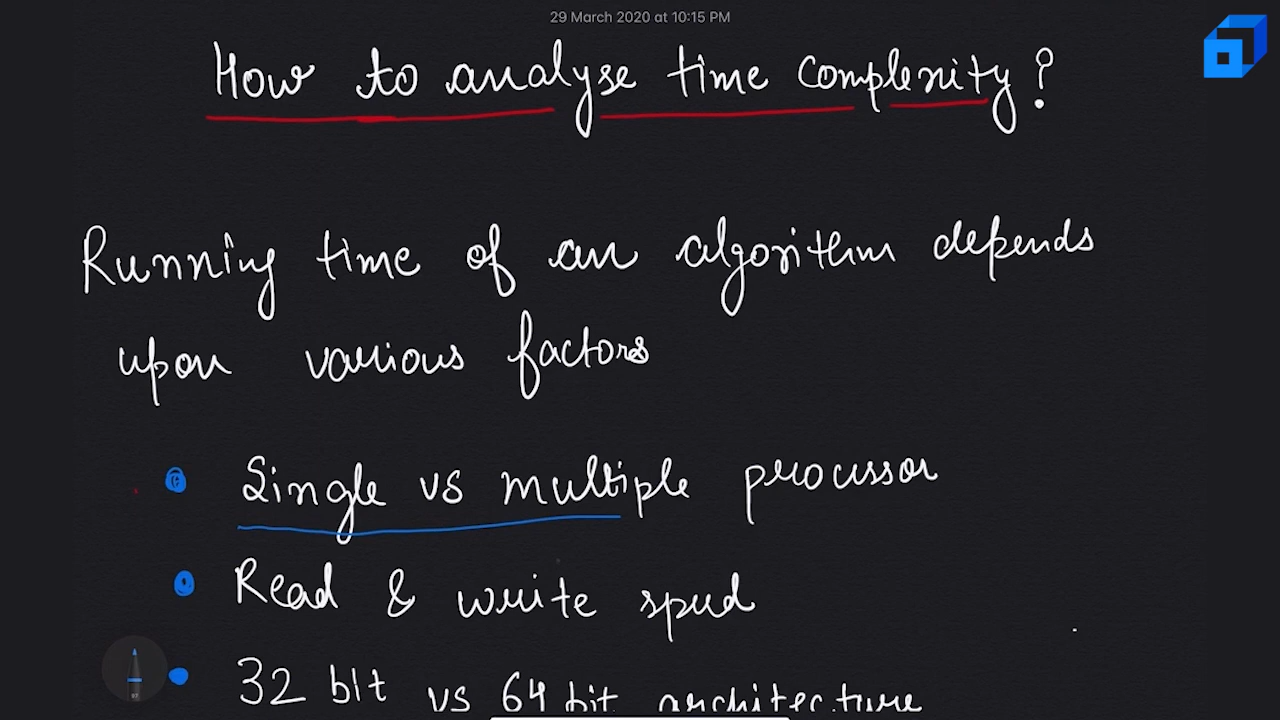 29 March 2020 at 10:15 PM
How to analyse time complexity?
Running time of an algorithm depends
upon various factors
Single vs multiple processor
Read & write speed
32 bit vs 64 bit architecture